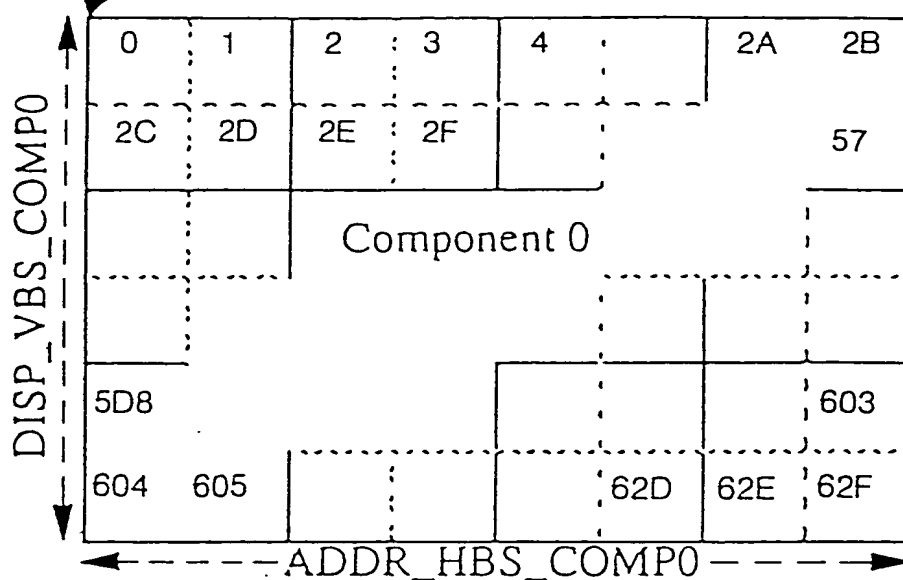 0 1 2 3 4 2A 2B
2C 2D 2E 2F 57
Component 0
5D8 603
604 605 62D 62E 62F
DISP_VBS_COMP0
ADDR_HBS_COMP0